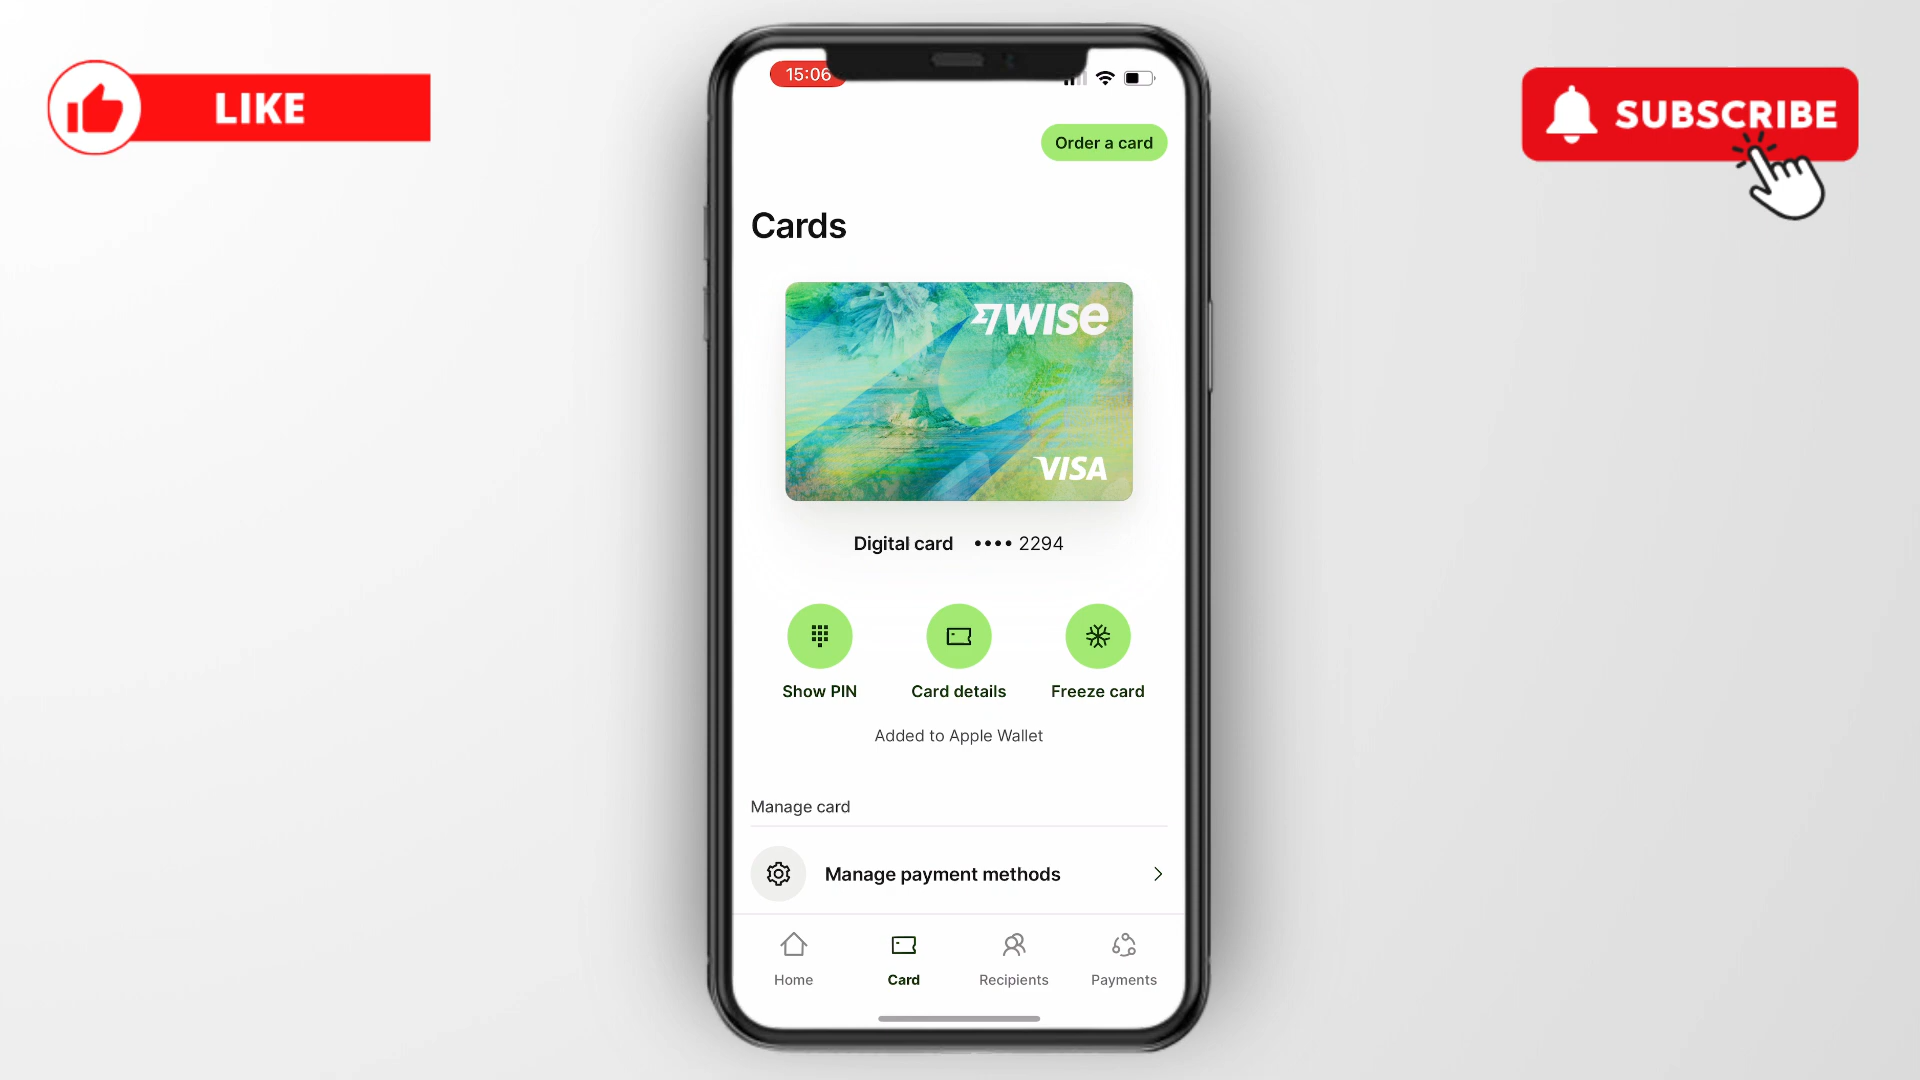 LIKE
SUBSCRIBE
15:06
Order a card
Cards
WISE
VISA
Digital card •••• 2294
Show PIN
Card details
Freeze card
Added to Apple Wallet
Manage card
Manage payment methods
Home
Card
Recipients
Payments